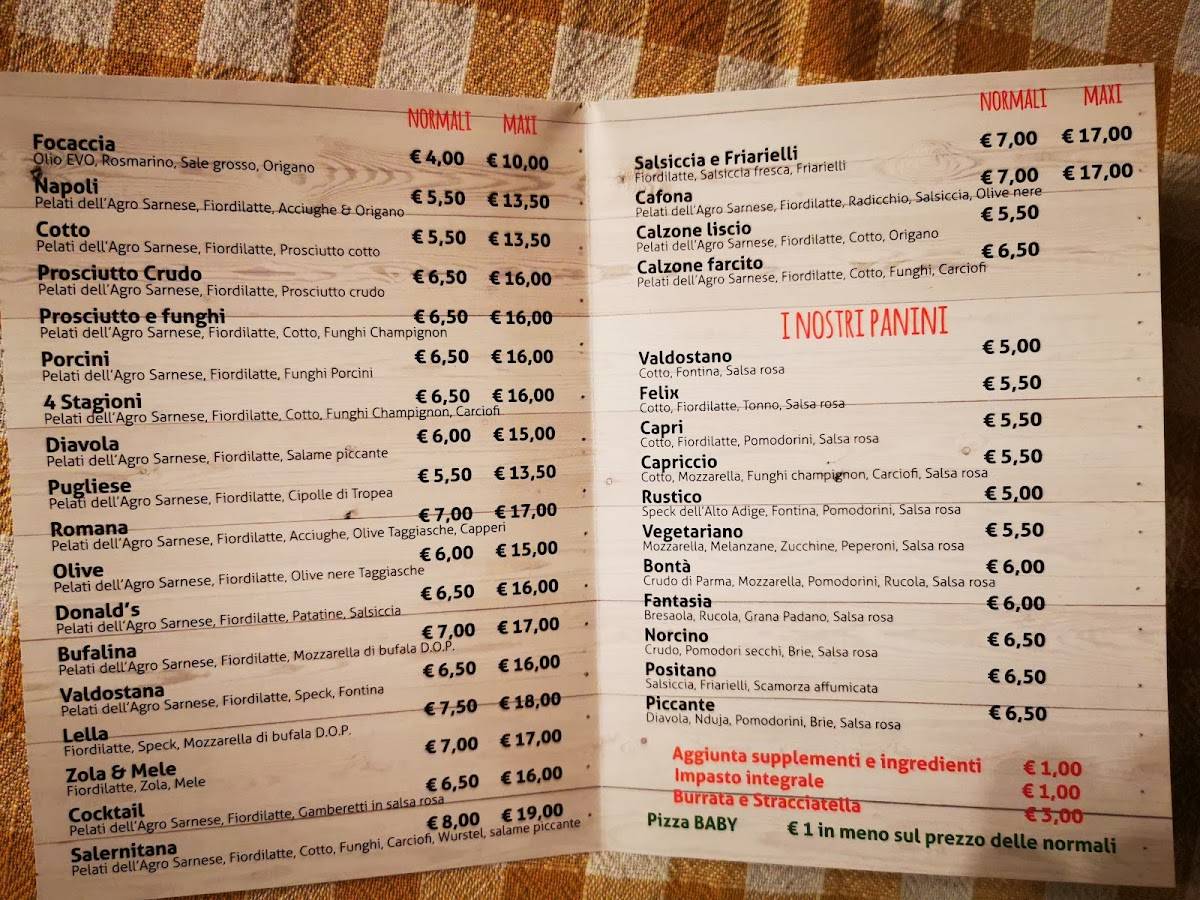 NORMALI MAXI
Focaccia € 4,00 € 10,00
Olio EVO, Rosmarino, Sale grosso, Origano
Napoli € 5,50 € 13,50
Pelati dell'Agro Sarnese, Fiordilatte, Acciughe & Origano
Cotto € 5,50 € 13,50
Pelati dell'Agro Sarnese, Fiordilatte, Prosciutto cotto
Prosciutto Crudo € 6,50 € 16,00
Pelati dell'Agro Sarnese, Fiordilatte, Prosciutto crudo
Prosciutto e funghi € 6,50 € 16,00
Pelati dell'Agro Sarnese, Fiordilatte, Cotto, Funghi Champignon
Porcini € 6,50 € 16,00
Pelati dell'Agro Sarnese, Fiordilatte, Funghi Porcini
4 Stagioni € 6,50 € 16,00
Pelati dell'Agro Sarnese, Fiordilatte, Cotto, Funghi Champignon, Carciofi
Diavola € 6,00 € 15,00
Pelati dell'Agro Sarnese, Fiordilatte, Salame piccante
Pugliese € 5,50 € 13,50
Pelati dell'Agro Sarnese, Fiordilatte, Cipolle di Tropea
Romana € 7,00 € 17,00
Pelati dell'Agro Sarnese, Fiordilatte, Acciughe, Olive Taggiasche, Capperi
Olive € 6,00 € 15,00
Pelati dell'Agro Sarnese, Fiordilatte, Olive nere Taggiasche
Donald's € 6,50 € 16,00
Pelati dell'Agro Sarnese, Fiordilatte, Patatine, Salsiccia
Bufalina € 7,00 € 17,00
Pelati dell'Agro Sarnese, Fiordilatte, Mozzarella di bufala D.O.P.
Valdostana € 6,50 € 16,00
Pelati dell'Agro Sarnese, Fiordilatte, Speck, Fontina
Lella € 7,50 € 18,00
Fiordilatte, Speck, Mozzarella di bufala D.O.P.
Zola & Mele € 7,00 € 17,00
Fiordilatte, Zola, Mele
Cocktail € 6,50 € 16,00
Pelati dell'Agro Sarnese, Fiordilatte, Gamberetti in salsa rosa
Salernitana € 8,00 € 19,00
Pelati dell'Agro Sarnese, Fiordilatte, Cotto, Funghi, Carciofi, Wurstel, salame piccante
NORMALI MAXI
Salsiccia e Friarielli € 7,00 € 17,00
Fiordilatte, Salsiccia fresca, Friarielli
Cafona € 7,00 € 17,00
Pelati dell'Agro Sarnese, Fiordilatte, Radicchio, Salsiccia, Olive nere
Calzone liscio € 5,50
Pelati dell'Agro Sarnese, Fiordilatte, Cotto, Origano
Calzone farcito € 6,50
Pelati dell'Agro Sarnese, Fiordilatte, Cotto, Funghi, Carciofi
I NOSTRI PANINI
Valdostano € 5,00
Cotto, Fontina, Salsa rosa
Felix € 5,50
Cotto, Fiordilatte, Tonno, Salsa rosa
Capri € 5,50
Cotto, Fiordilatte, Pomodorini, Salsa rosa
Capriccio € 5,50
Cotto, Mozzarella, Funghi champignon, Carciofi, Salsa rosa
Rustico € 5,00
Speck dell'Alto Adige, Fontina, Pomodorini, Salsa rosa
Vegetariano € 5,50
Mozzarella, Melanzane, Zucchine, Peperoni, Salsa rosa
Bontà € 6,00
Crudo di Parma, Mozzarella, Pomodorini, Rucola, Salsa rosa
Fantasia € 6,00
Bresaola, Rucola, Grana Padano, Salsa rosa
Norcino € 6,50
Crudo, Pomodori secchi, Brie, Salsa rosa
Positano € 6,50
Salsiccia, Friarielli, Scamorza affumicata
Piccante € 6,50
Diavola, Nduja, Pomodorini, Brie, Salsa rosa
Aggiunta supplementi e ingredienti € 1,00
Impasto integrale € 1,00
Burrata e Stracciatella € 3,00
Pizza BABY € 1 in meno sul prezzo delle normali